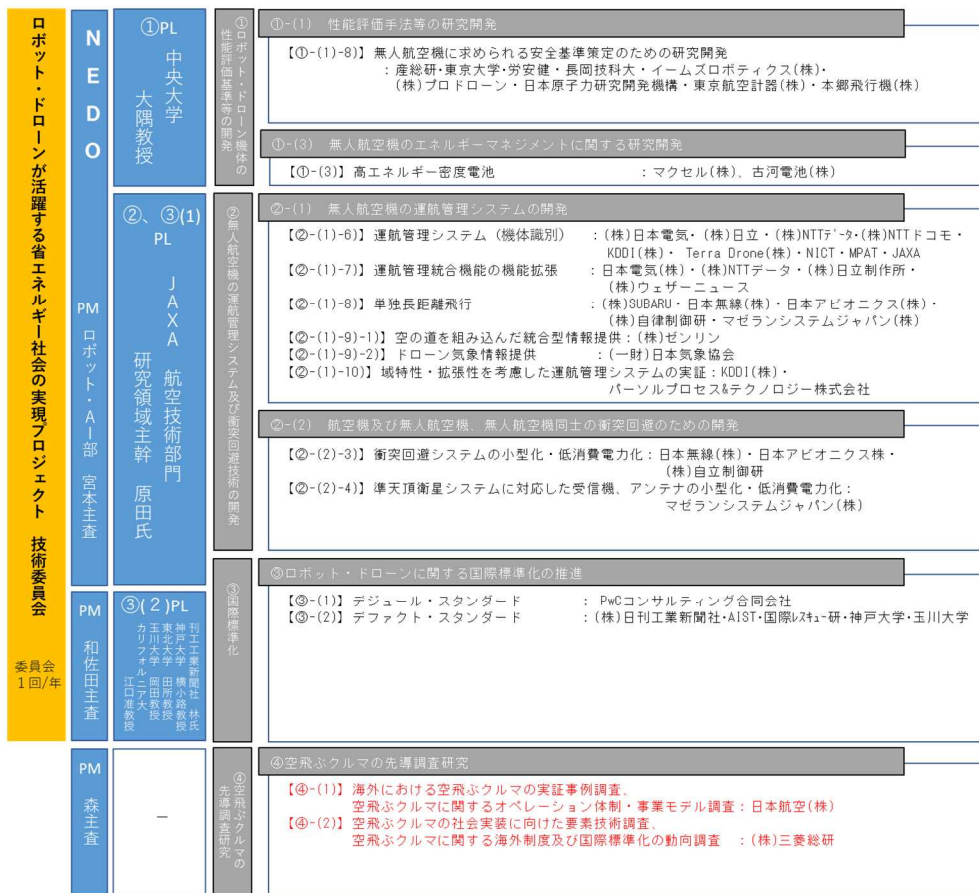 ロボット・ドローンが活躍する省エネルギー社会の実現プロジェクト 技術委員会
委員会
1回/年
NEDO
PM ロボット・AI部 宮本主査
PM 和佐田主査
PM
森主査
①PL
中央大学
大隅教授
②、③(1)
PL
JAXA 航空技術部門
研究領域主幹 原田氏
③(2)PL
刊工工業新聞社 林氏
神戸大学 横小路教授
東北大学 田所教授
玉川大学 岡田教授
カリフォルニア大
江口准教授
－
①ロボット・ドローン機体の
性能評価基準等の開発
①-(1) 性能評価手法等の研究開発
【①-(1)-8)】無人航空機に求められる安全基準策定のための研究開発
：産総研・東京大学・労安健・長岡技科大・イームズロボティクス(株)・
(株)プロドローン・日本原子力研究開発機構・東京航空計器(株)・本郷飛行機(株)
①-(3) 無人航空機のエネルギーマネジメントに関する研究開発
【①-(3)】高エネルギー密度電池 ：マクセル(株)、古河電池(株)
②無人航空機の運航管理システム及び衝突回避技術の開発
②-(1) 無人航空機の運航管理システムの開発
【②-(1)-6)】運航管理システム（機体識別） ：(株)日本電気・(株)日立・(株)NTTﾃﾞｰﾀ・(株)NTTドコモ・
KDDI(株)・ Terra Drone(株)・NICT・MPAT・JAXA
【②-(1)-7)】運航管理統合機能の機能拡張 ：日本電気(株)・(株)NTTデータ・(株)日立製作所・
(株)ウェザーニュース
【②-(1)-8)】単独長距離飛行 ：(株)SUBARU・日本無線(株)・日本アビオニクス(株)・
(株)自律制御研・マゼランシステムジャパン(株)
【②-(1)-9)-1)】空の道を組み込んだ統合型情報提供：(株)ゼンリン
【②-(1)-9)-2)】ドローン気象情報提供 ：(一財)日本気象協会
【②-(1)-10)】域特性・拡張性を考慮した運航管理システムの実証：KDDI(株)・
パーソルプロセス&テクノロジー株式会社
②-(2) 航空機及び無人航空機、無人航空機同士の衝突回避のための開発
【②-(2)-3)】衝突回避システムの小型化・低消費電力化：日本無線(株)・日本アビオニクス株・
(株)自立制御研
【②-(2)-4)】準天頂衛星システムに対応した受信機、アンテナの小型化・低消費電力化：
マゼランシステムジャパン(株)
③国際標準化
③ロボット・ドローンに関する国際標準化の推進
【③-(1)】デジュール・スタンダード ： PwCコンサルティング合同会社
【③-(2)】デファクト・スタンダード ：(株)日刊工業新聞社・AIST・国際ﾚｽｷｭｰ研・神戸大学・玉川大学
④空飛ぶクルマの
先導調査研究
④空飛ぶクルマの先導調査研究
【④-(1)】海外における空飛ぶクルマの実証事例調査、
空飛ぶクルマに関するオペレーション体制・事業モデル調査：日本航空(株)
【④-(2)】空飛ぶクルマの社会実装に向けた要素技術調査、
空飛ぶクルマに関する海外制度及び国際標準化の動向調査 ：(株)三菱総研